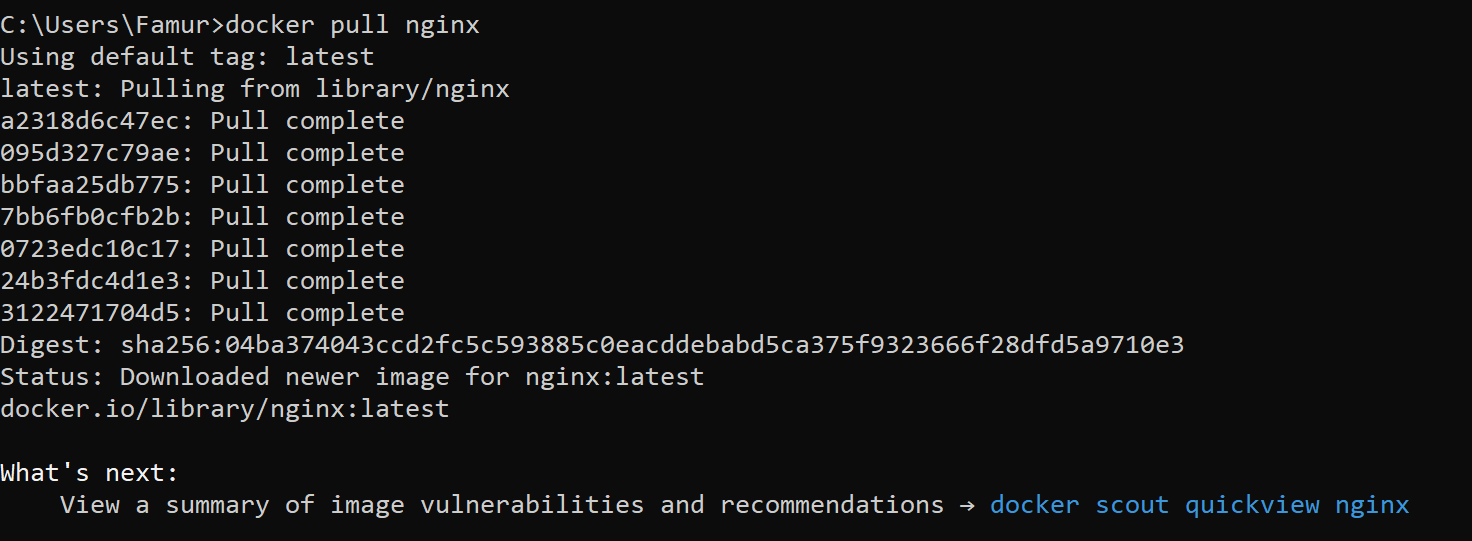 C:\Users\Famur>docker pull nginx
Using default tag: latest
latest: Pulling from library/nginx
a2318d6c47ec: Pull complete
095d327c79ae: Pull complete
bbfaa25db775: Pull complete
7bb6fb0cfb2b: Pull complete
0723edc10c17: Pull complete
24b3fdc4d1e3: Pull complete
3122471704d5: Pull complete
Digest: sha256:04ba374043ccd2fc5c593885c0eacddebabd5ca375f9323666f28dfd5a9710e3
Status: Downloaded newer image for nginx:latest
docker.io/library/nginx:latest
What's next:
View a summary of image vulnerabilities and recommendations → docker scout quickview nginx